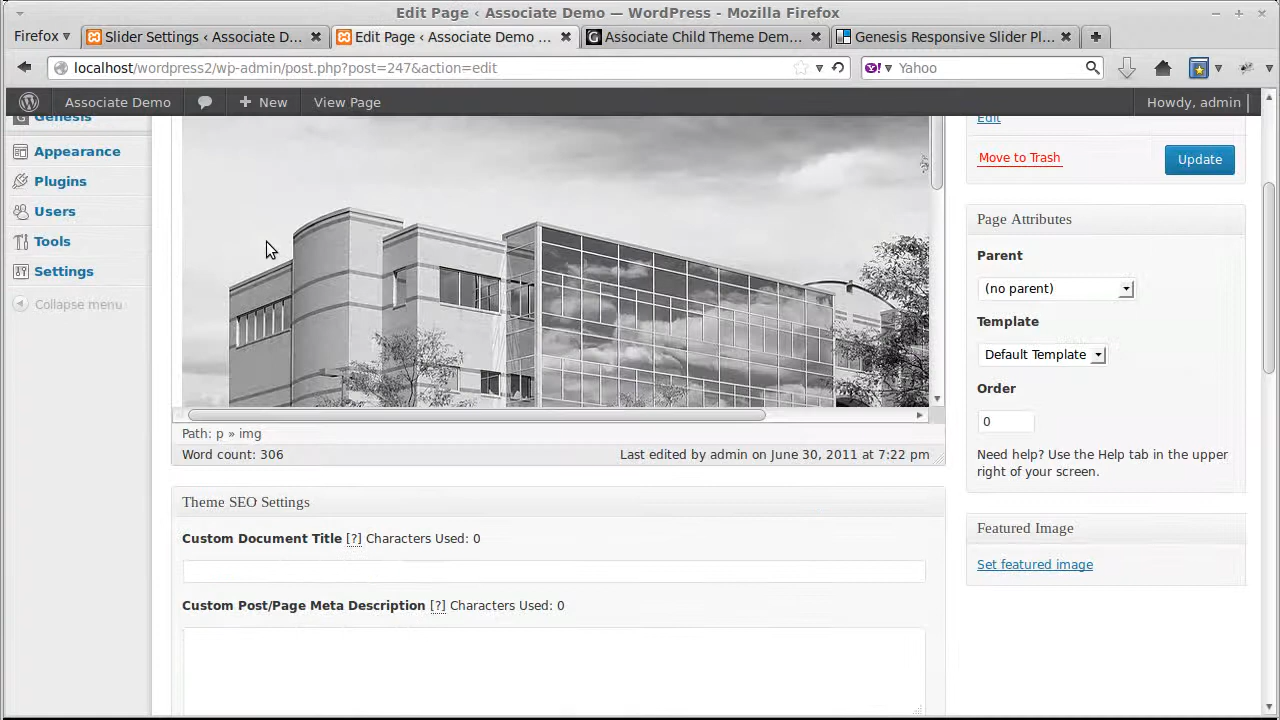 Edit Page ‹ Associate Demo — WordPress - Mozilla Firefox
Firefox
Slider Settings ‹ Associate D...
Edit Page ‹ Associate Demo ...
Associate Child Theme Dem...
Genesis Responsive Slider Pl...
localhost/wordpress2/wp-admin/post.php?post=247&action=edit
Yahoo
Associate Demo
New
View Page
Howdy, admin
Genesis
Appearance
Plugins
Users
Tools
Settings
Collapse menu
Path: p » img
Word count: 306
Last edited by admin on June 30, 2011 at 7:22 pm
Theme SEO Settings
Custom Document Title [?] Characters Used: 0
Custom Post/Page Meta Description [?] Characters Used: 0
Edit
Move to Trash
Update
Page Attributes
Parent
(no parent)
Template
Default Template
Order
0
Need help? Use the Help tab in the upper
right of your screen.
Featured Image
Set featured image